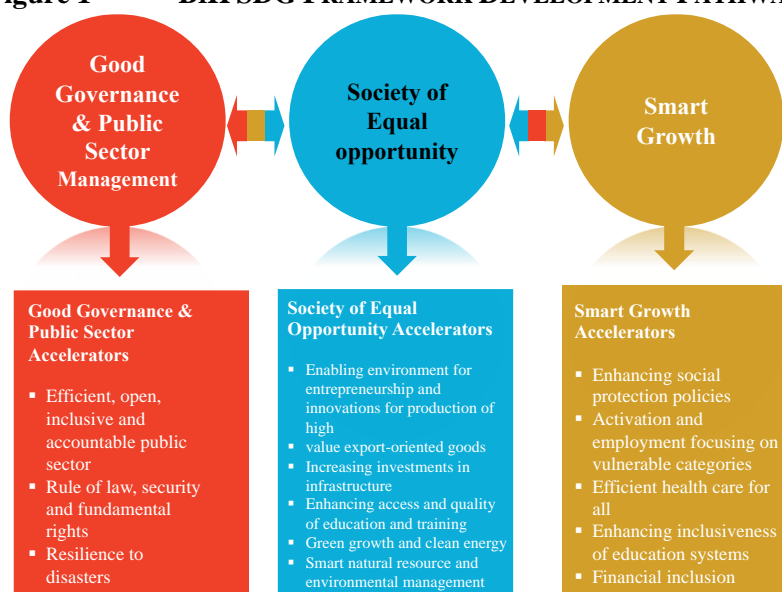 Good
Governance
& Public
Sector
Management
Society of
Equal
opportunity
Smart
Growth
Good Governance &
Public Sector
Accelerators
▪ Efficient, open,
inclusive and
accountable public
sector
▪ Rule of law, security
and fundamental
rights
▪ Resilience to
disasters
Society of Equal
Opportunity Accelerators
▪ Enabling environment for
entrepreneurship and
innovations for production of
high
▪ value export-oriented goods
▪ Increasing investments in
infrastructure
▪ Enhancing access and quality
of education and training
▪ Green growth and clean energy
▪ Smart natural resource and
environmental management
Smart Growth
Accelerators
▪ Enhancing social
protection policies
▪ Activation and
employment focusing on
vulnerable categories
▪ Efficient health care for
all
▪ Enhancing inclusiveness
of education systems
▪ Financial inclusion